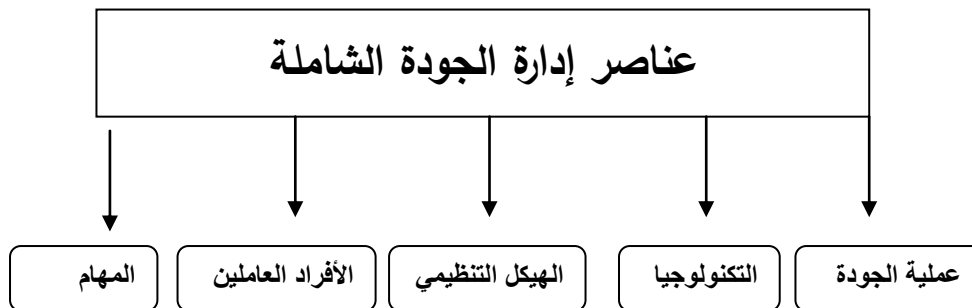 عناصر إدارة الجودة الشاملة
عملية الجودة
التكنولوجيا
الهيكل التنظيمي
الأفراد العاملين
المهام